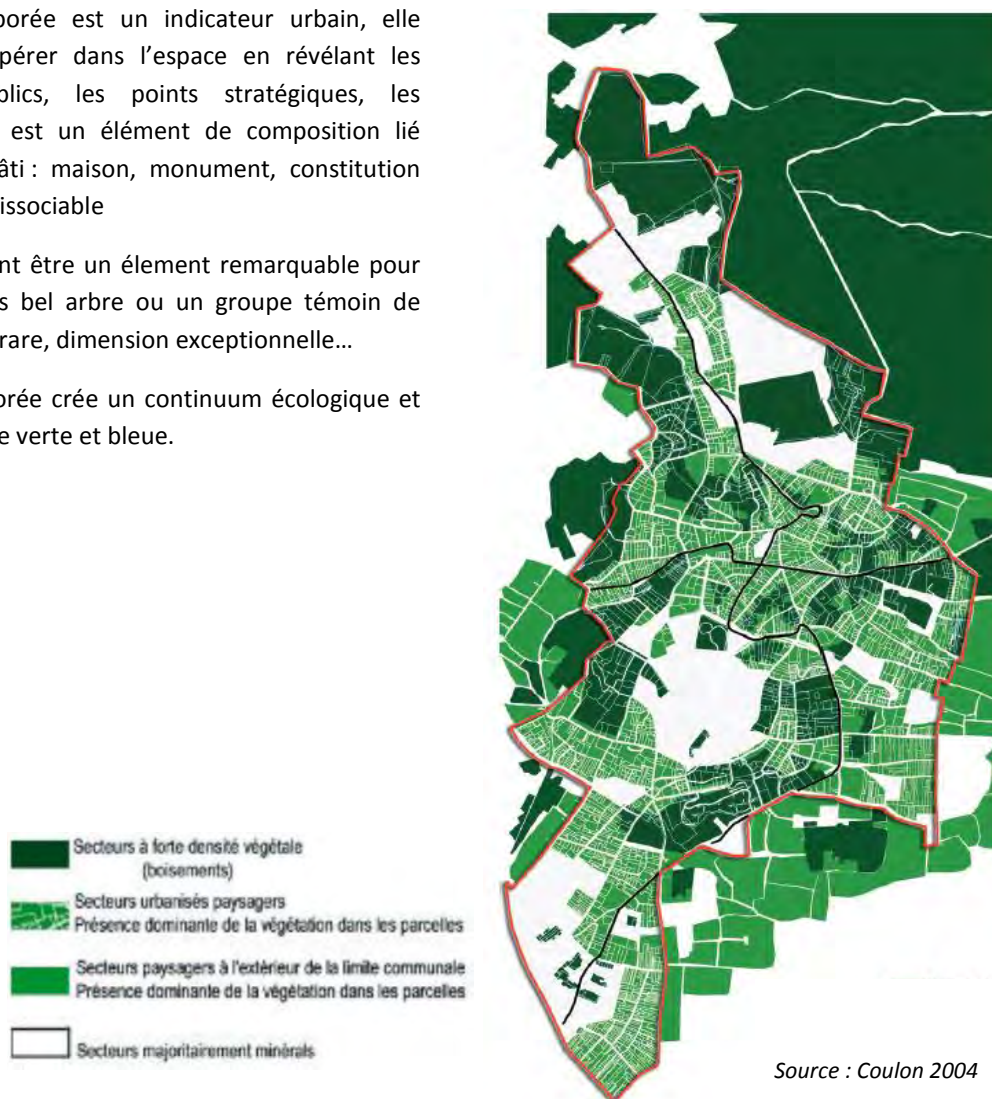 borée est un indicateur urbain, elle
pérer dans l’espace en révélant les
blics, les points stratégiques, les
est un élément de composition lié
âti : maison, monument, constitution
dissociable
nt être un élement remarquable pour
s bel arbre ou un groupe témoin de
rare, dimension exceptionnelle…
orée crée un continuum écologique et
e verte et bleue.
Secteurs à forte densité végétale
(boisements)
Secteurs urbanisés paysagers
Présence dominante de la végétation dans les parcelles
Secteurs paysagers à l'extérieur de la limite communale
Présence dominante de la végétation dans les parcelles
Secteurs majoritairement minérals
Source : Coulon 2004